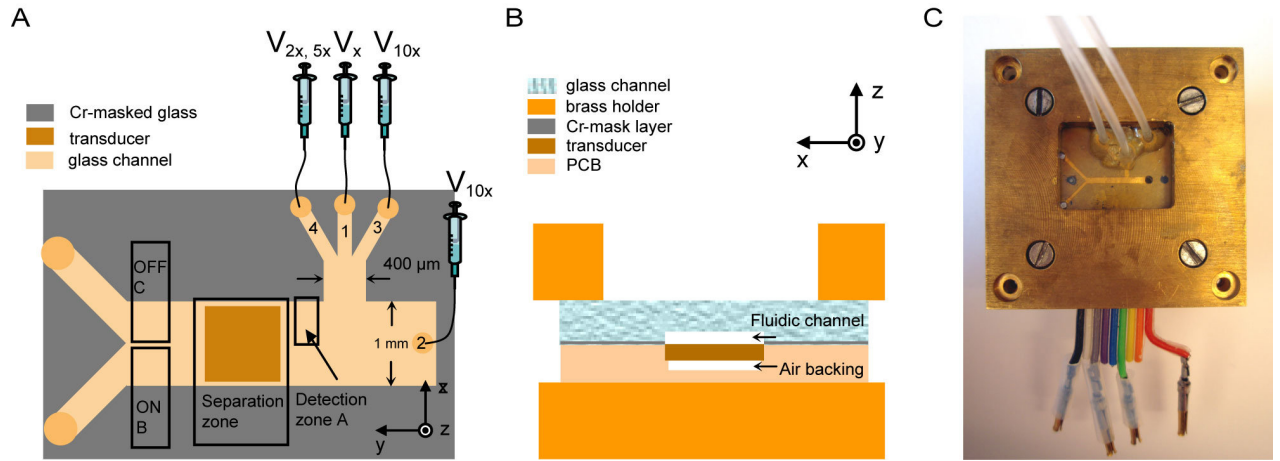 A
V2x, 5x Vx V10x
Cr-masked glass
transducer
glass channel
V10x
4 1 3
400 µm
OFF
C
1 mm
2
ON
B
Separation
zone
Detection
zone A
x
y
z
B
glass channel
brass holder
Cr-mask layer
transducer
PCB
z
x
y
Fluidic channel
Air backing
C